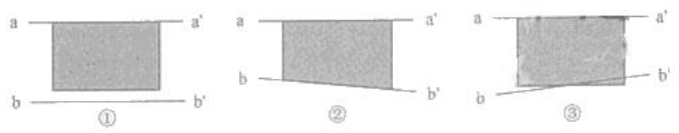 a a' a a' a a'
b b' b b' b b'
① ② ③